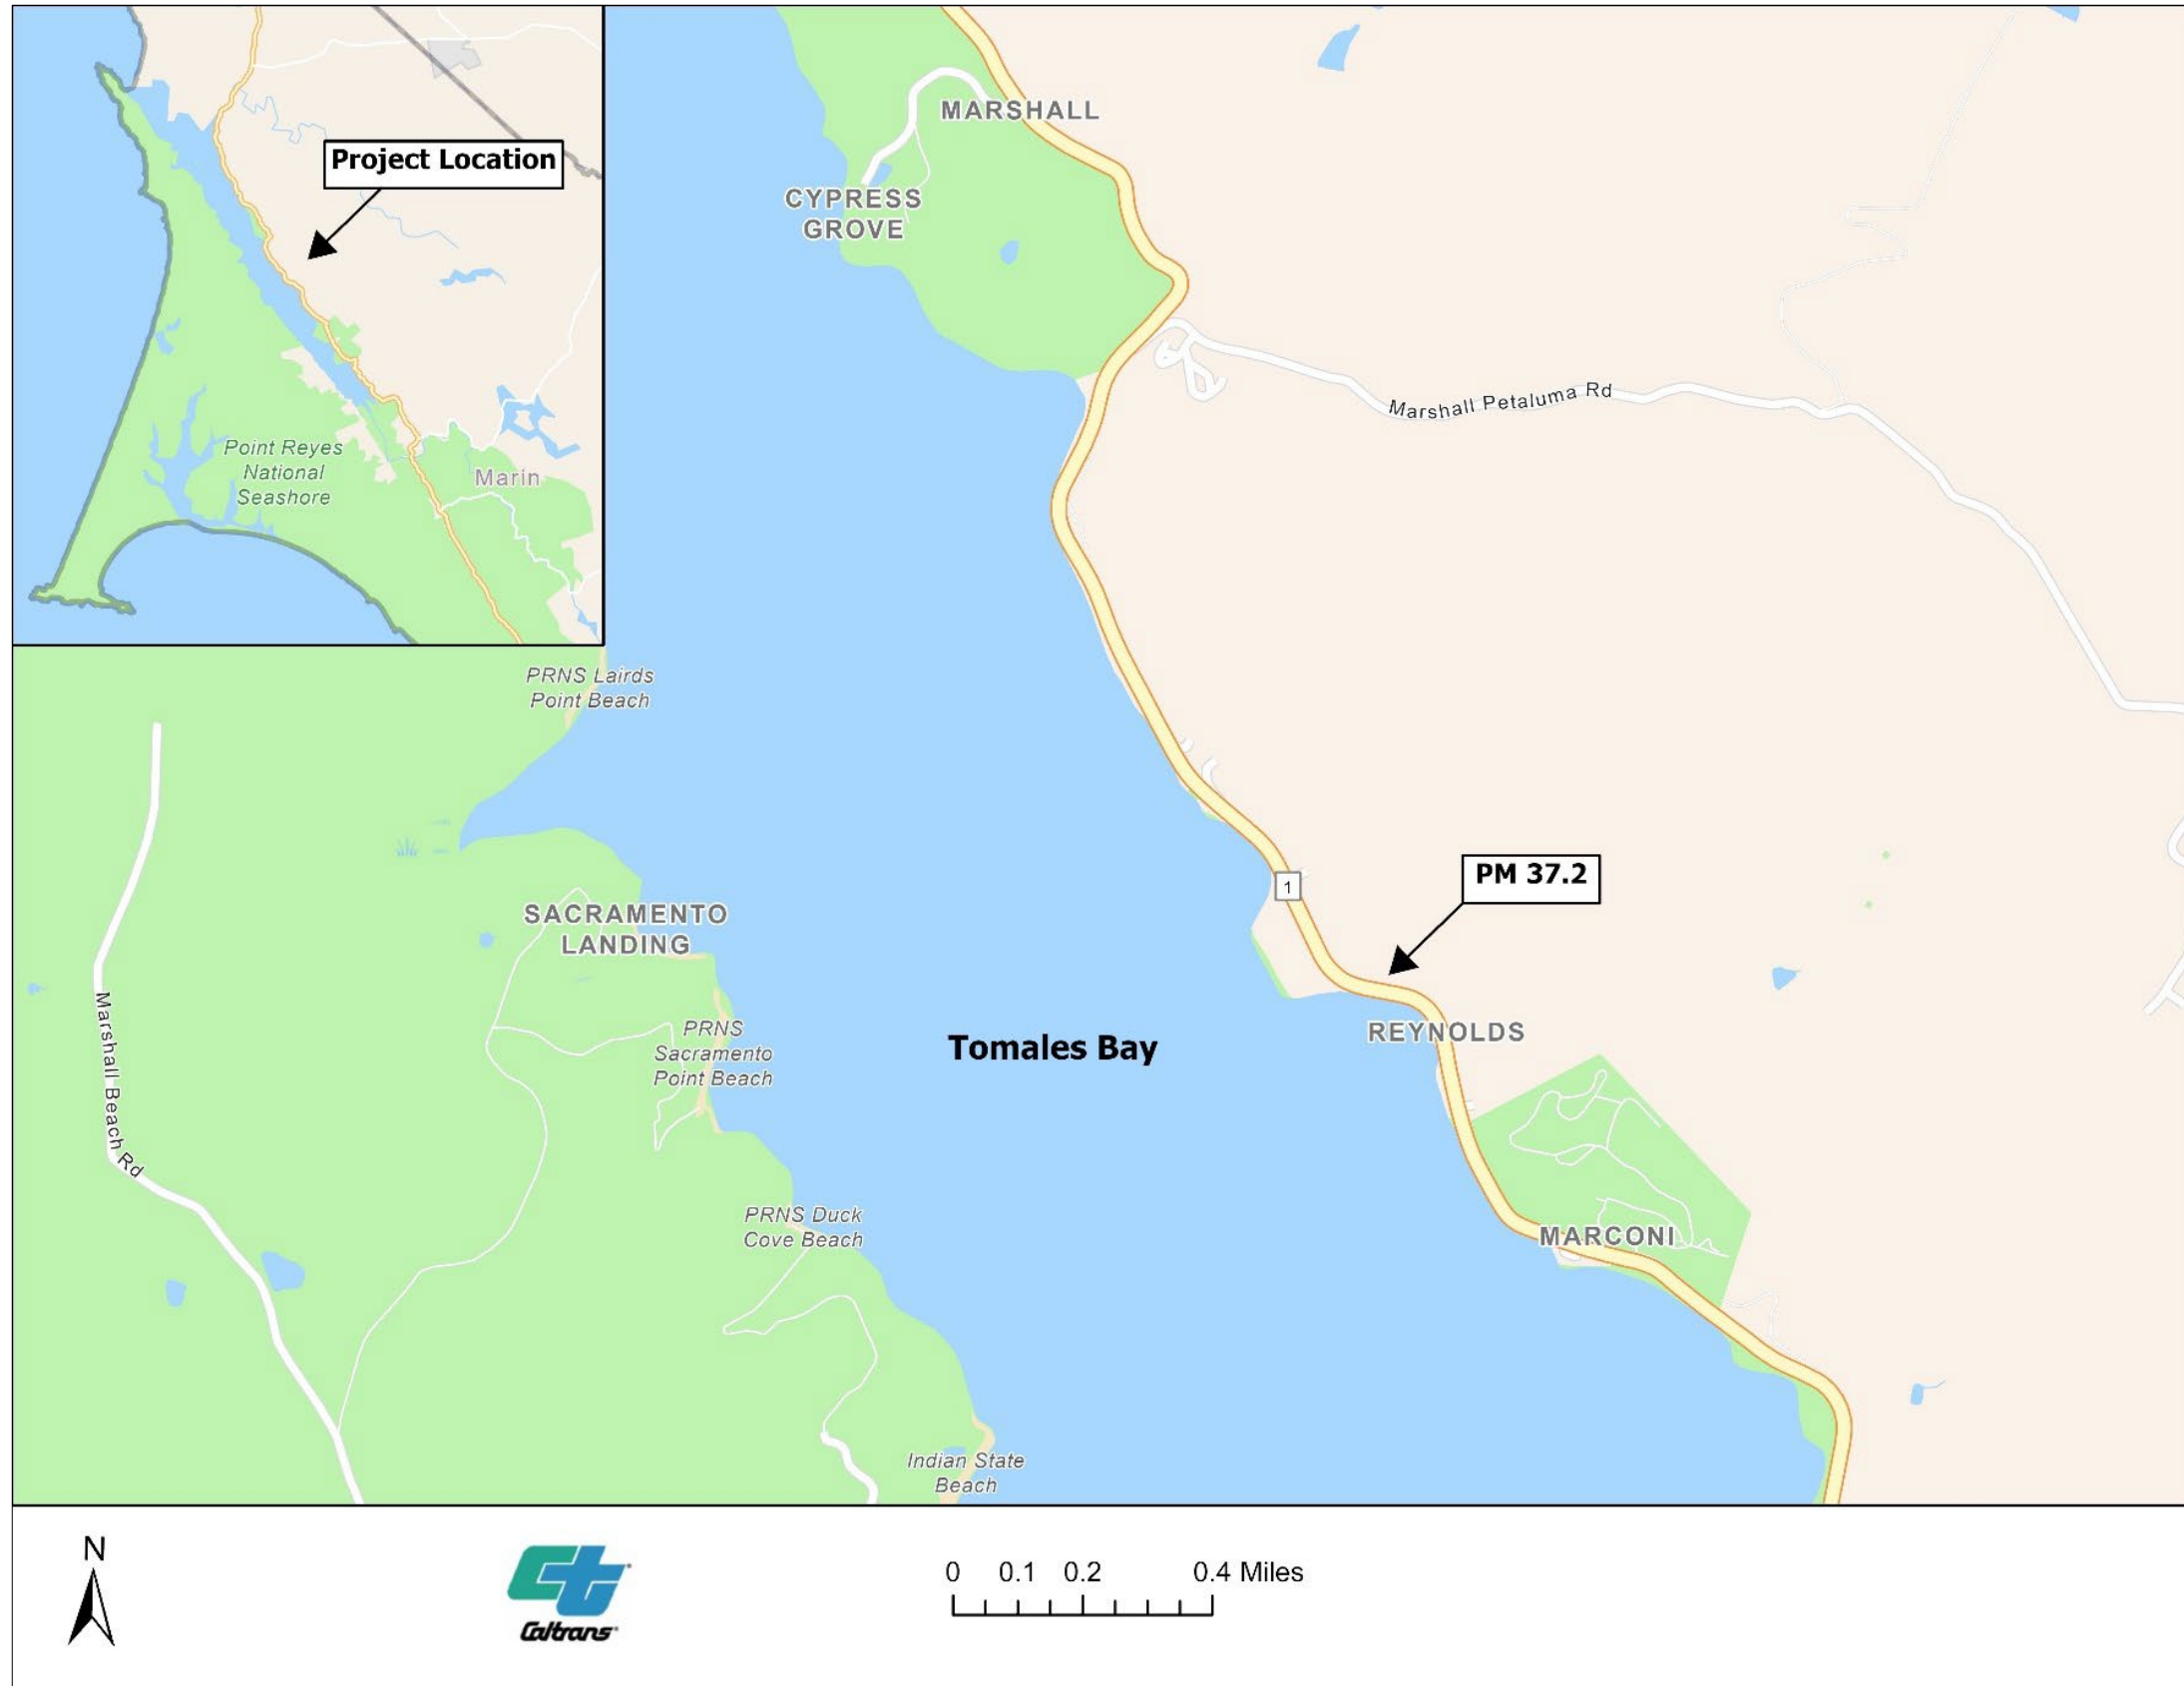 Project Location
Point Reyes
National
Seashore
Marin
MARSHALL
CYPRESS
GROVE
Marshall Petaluma Rd
PRNS Lairds
Point Beach
1
PM 37.2
SACRAMENTO
LANDING
REYNOLDS
PRNS
Sacramento
Point Beach
Tomales Bay
Marshall Beach Rd
PRNS Duck
Cove Beach
MARCONI
Indian State
Beach
N
Caltrans
0 0.1 0.2 0.4 Miles